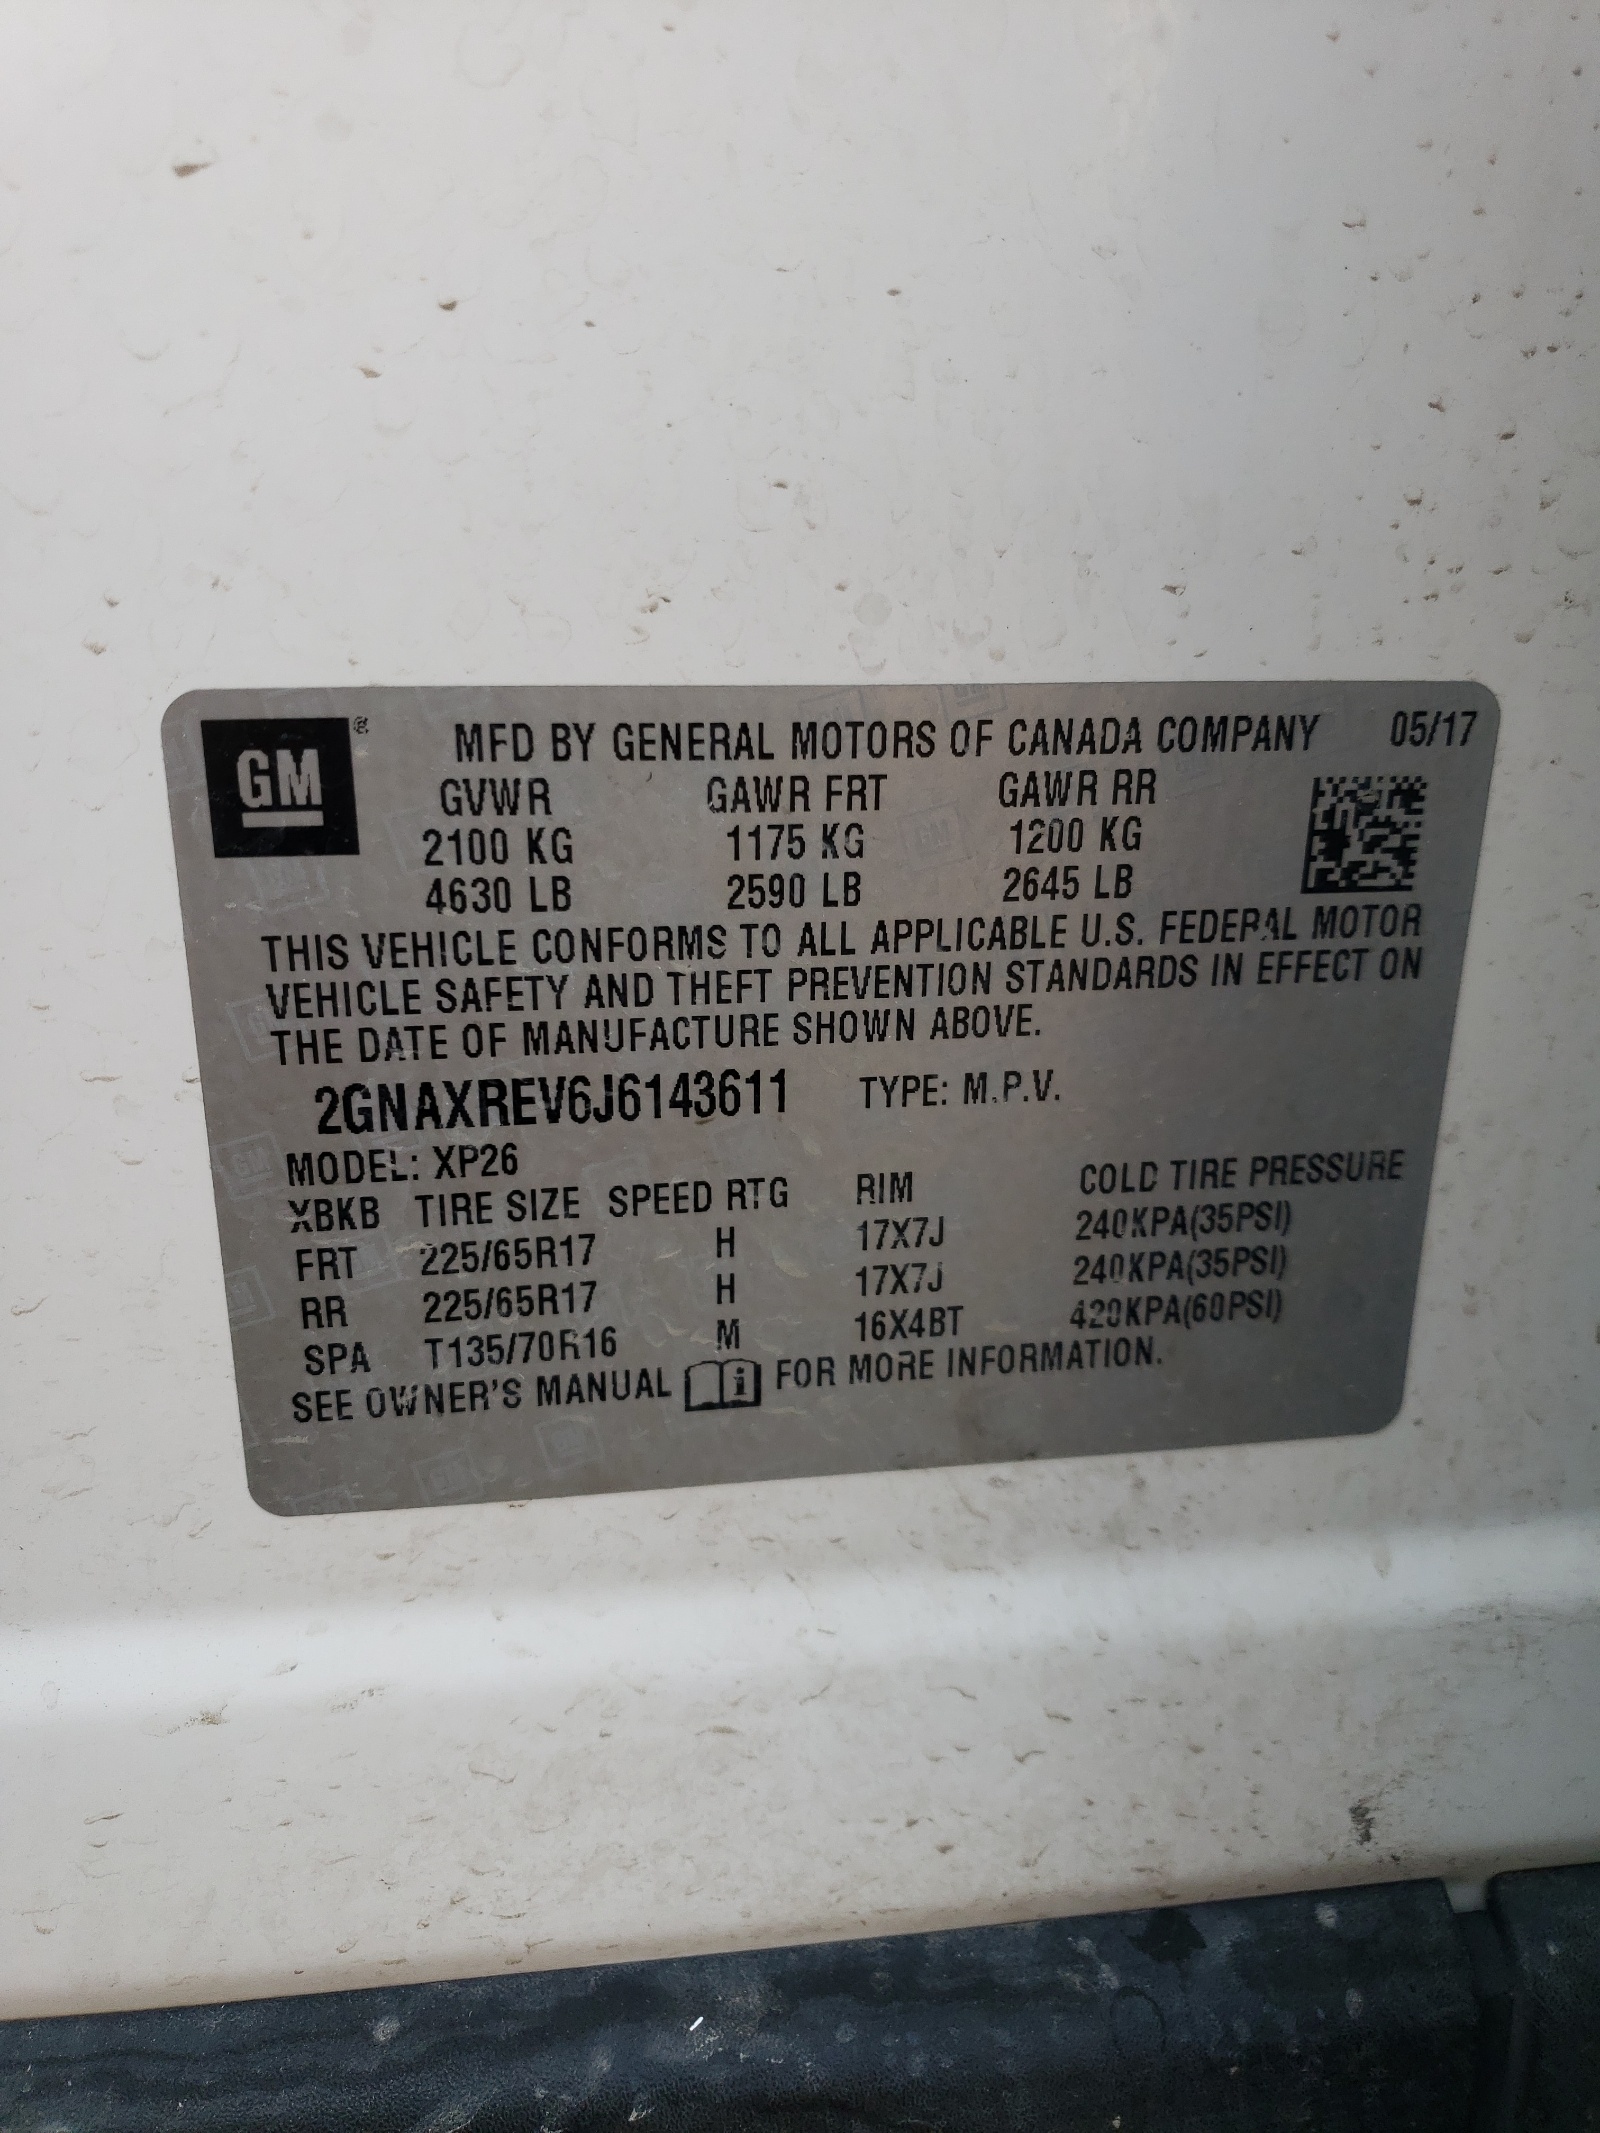 GM ® MFD BY GENERAL MOTORS OF CANADA COMPANY 05/17
GVWR GAWR FRT GAWR RR
2100 KG 1175 KG 1200 KG
4630 LB 2590 LB 2645 LB
THIS VEHICLE CONFORMS TO ALL APPLICABLE U.S. FEDERAL MOTOR
VEHICLE SAFETY AND THEFT PREVENTION STANDARDS IN EFFECT ON
THE DATE OF MANUFACTURE SHOWN ABOVE.
2GNAXREV6J6143611 TYPE: M.P.V.
MODEL: XP26
XBKB TIRE SIZE SPEED RTG RIM COLD TIRE PRESSURE
FRT 225/65R17 H 17X7J 240KPA(35PSI)
RR 225/65R17 H 17X7J 240KPA(35PSI)
SPA T135/70R16 M 16X4BT 420KPA(60PSI)
SEE OWNER'S MANUAL i FOR MORE INFORMATION.